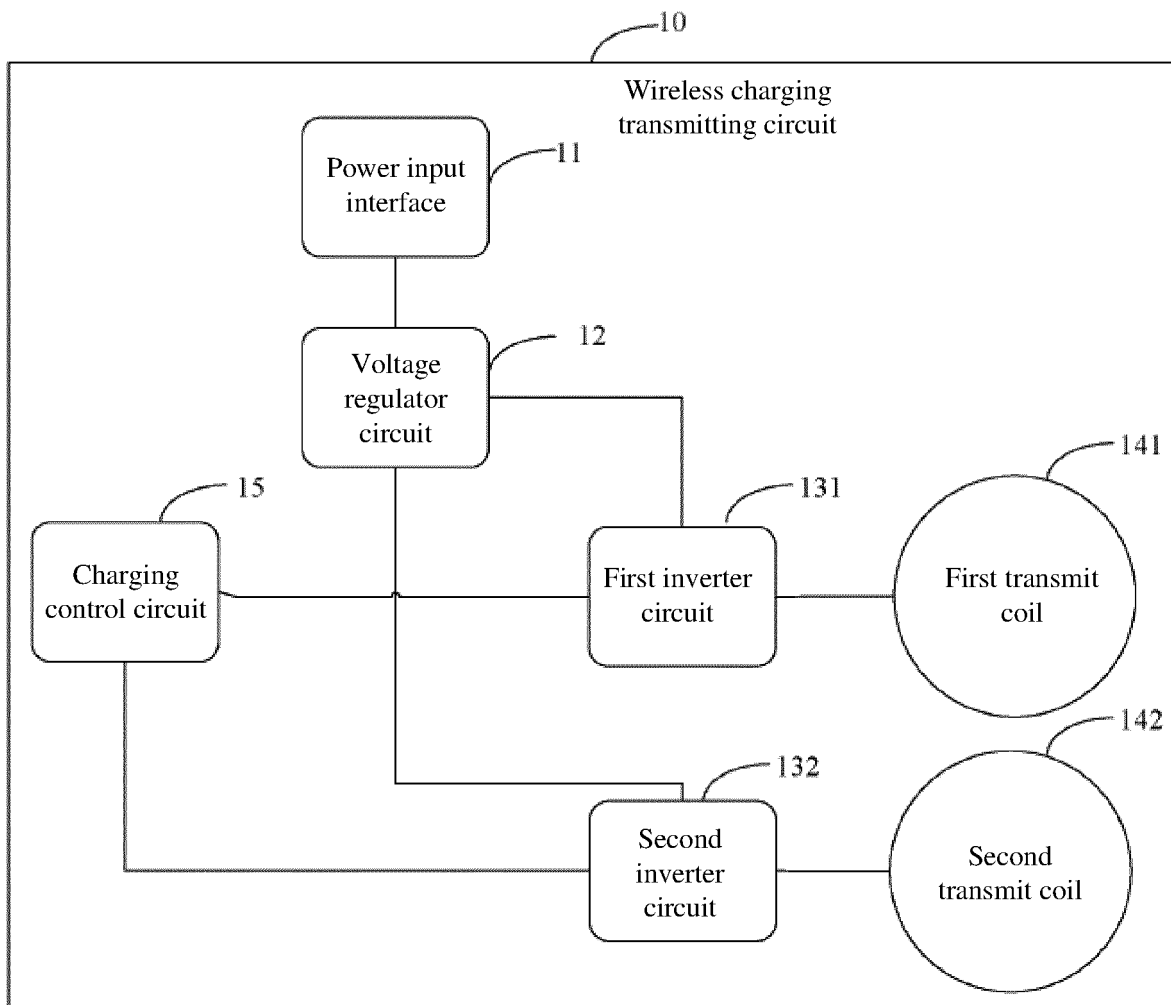 10
Wireless charging
transmitting circuit
Power input
interface
11
Voltage
regulator
circuit
12
15
Charging
control circuit
131
First inverter
circuit
141
First transmit
coil
132
Second
inverter
circuit
142
Second
transmit coil